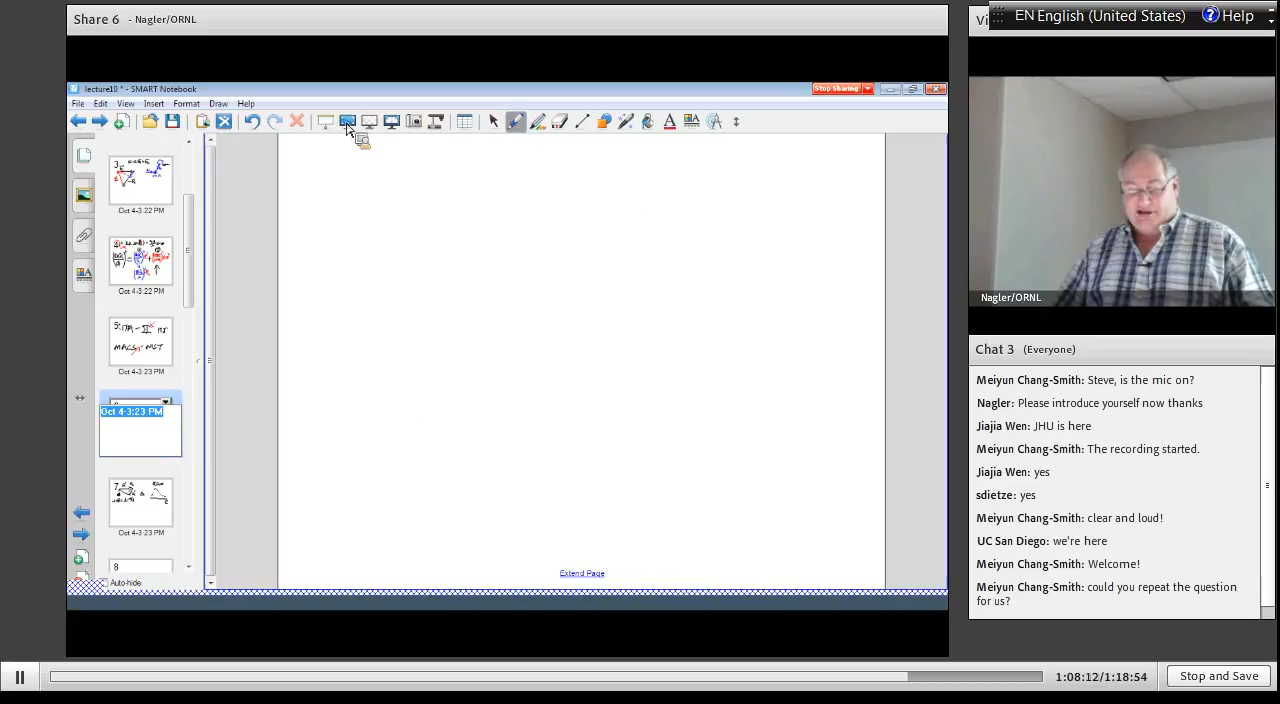 Share 6 - Nagler/ORNL
EN English (United States) Help
lecture10 * - SMART Notebook
Stop Sharing
File Edit View Insert Format Draw Help
Oct 4-3:22 PM
Oct 4-3:22 PM
MACS - NIST
Oct 4-3:23 PM
Oct 4-3:23 PM
7
Oct 4-3:23 PM
8
Auto-hide
Extend Page
Nagler/ORNL
Chat 3 (Everyone)
Meiyun Chang-Smith: Steve, is the mic on?
Nagler: Please introduce yourself now thanks
Jiajia Wen: JHU is here
Meiyun Chang-Smith: The recording started.
Jiajia Wen: yes
sdietze: yes
Meiyun Chang-Smith: clear and loud!
UC San Diego: we're here
Meiyun Chang-Smith: Welcome!
Meiyun Chang-Smith: could you repeat the question
for us?
1:08:12/1:18:54
Stop and Save